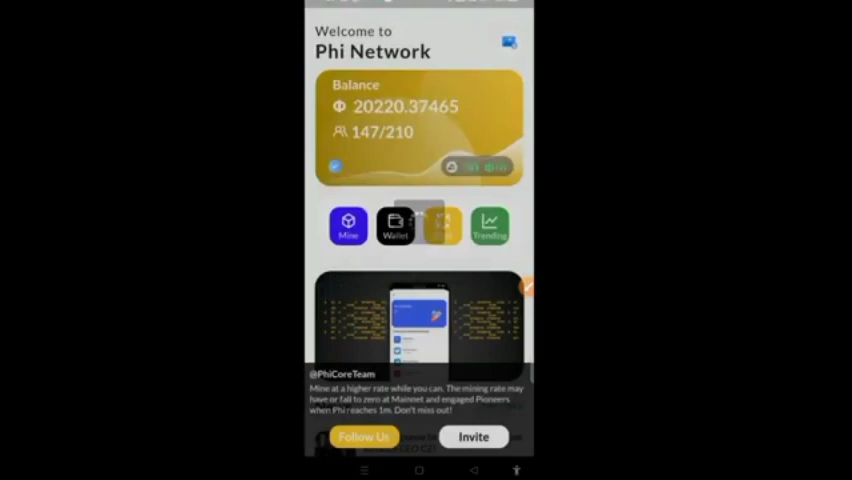 Welcome to
Phi Network
Balance
Φ 20220.37465
147/210
Mine
Wallet
Trending
@PhiCoreTeam
Mine at a higher rate while you can. The mining rate may
have or fall to zero at Mainnet and engaged Pioneers
when Phi reaches 1m. Don't miss out!
Follow Us
Invite